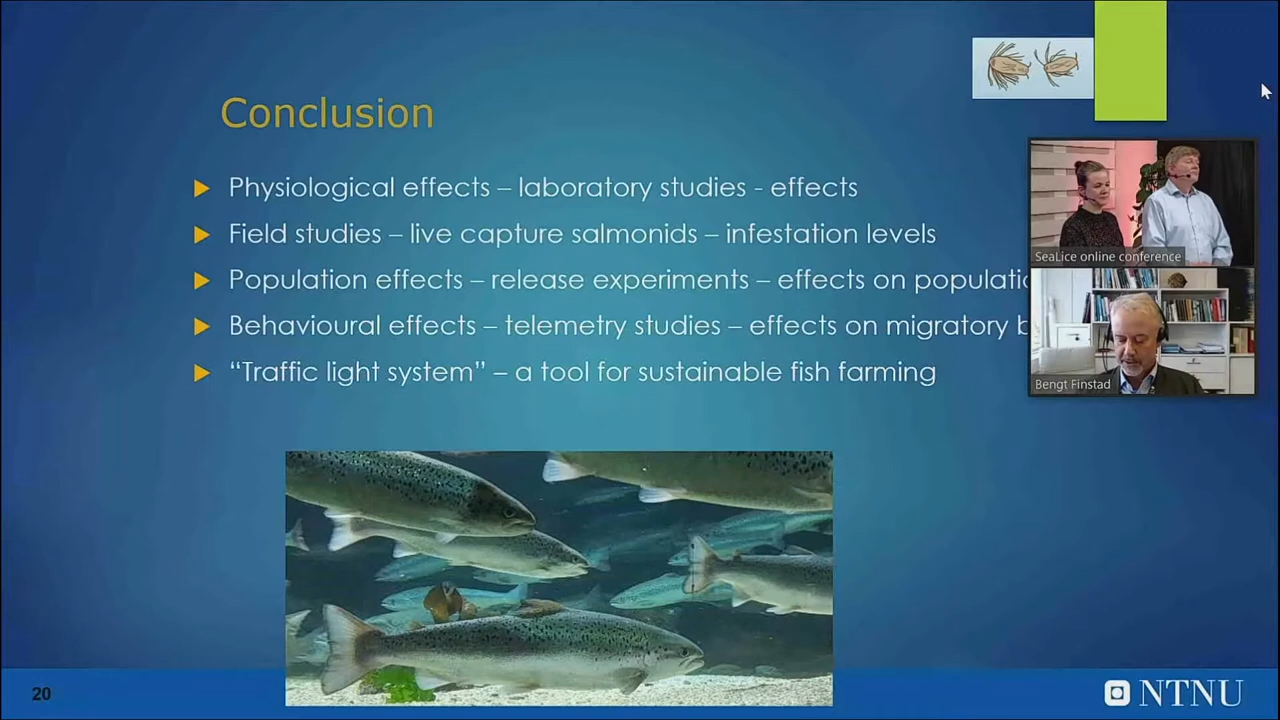 Conclusion
Physiological effects – laboratory studies - effects
Field studies – live capture salmonids – infestation levels
Population effects – release experiments – effects on
Behavioural effects – telemetry studies – effects on migratory
“Traffic light system” – a tool for sustainable fish farming
SeaLice online conference
Bengt Finstad
20
NTNU